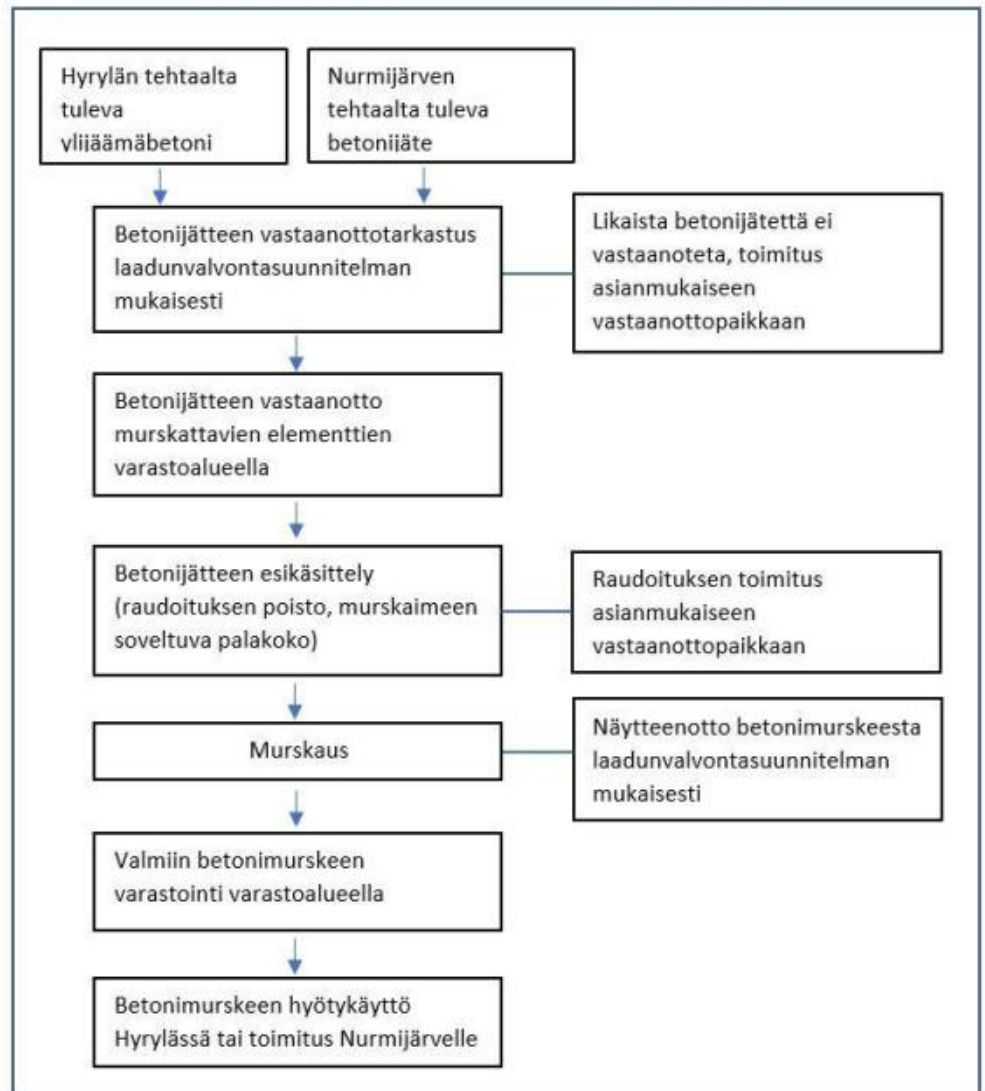 Hyrylän tehtaalta
tuleva
ylijäämäbetoni
Nurmijärven
tehtaalta tuleva
betonijäte
Betonijätteen vastaanottotarkastus
laadunvalvontasuunnitelman
mukaisesti
Likaista betonijätettä ei
vastaanoteta, toimitus
asianmukaiseen
vastaanottopaikkaan
Betonijätteen vastaanotto
murskattavien elementtien
varastoalueella
Betonijätteen esikäsittely
(raudoituksen poisto, murskaimeen
soveltuva palakoko)
Raudoituksen toimitus
asianmukaiseen
vastaanottopaikkaan
Murskaus
Näytteenotto betonimurskeesta
laadunvalvontasuunnitelman
mukaisesti
Valmiin betonimurskeen
varastointi varastoalueella
Betonimurskeen hyötykäyttö
Hyrylässä tai toimitus Nurmijärvelle